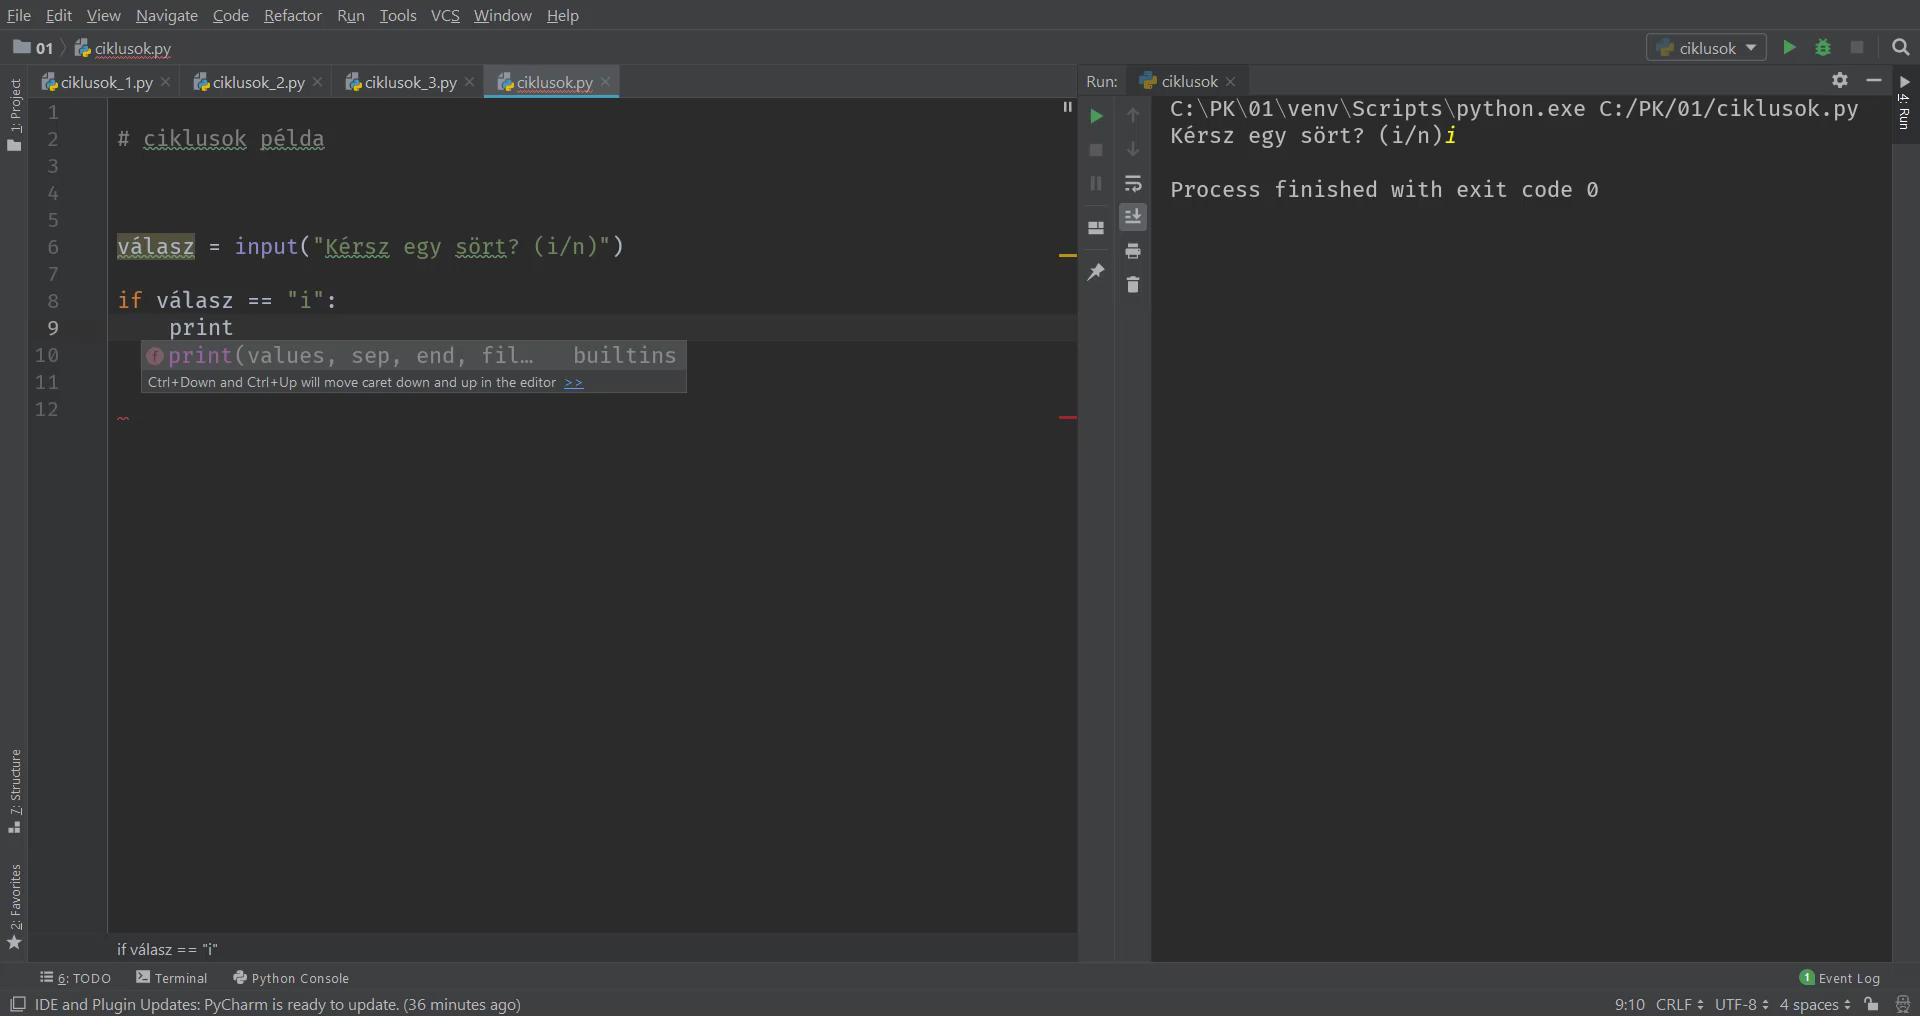 File Edit View Navigate Code Refactor Run Tools VCS Window Help
01 ciklusok.py
ciklusok
1: Project
ciklusok_1.py
ciklusok_2.py
ciklusok_3.py
ciklusok.py
1
2 # ciklusok példa
3
4
5
6 válasz = input("Kérsz egy sört? (i/n)")
7
8 if válasz == "i":
9 print
10 f print(values, sep, end, fil… builtins
11 Ctrl+Down and Ctrl+Up will move caret down and up in the editor >>
12
if válasz == "i"
Run: ciklusok
C:\PK\01\venv\Scripts\python.exe C:/PK/01/ciklusok.py
Kérsz egy sört? (i/n)i
Process finished with exit code 0
4: Run
7: Structure
2: Favorites
6: TODO Terminal Python Console
1 Event Log
IDE and Plugin Updates: PyCharm is ready to update. (36 minutes ago)
9:10 CRLF UTF-8 4 spaces